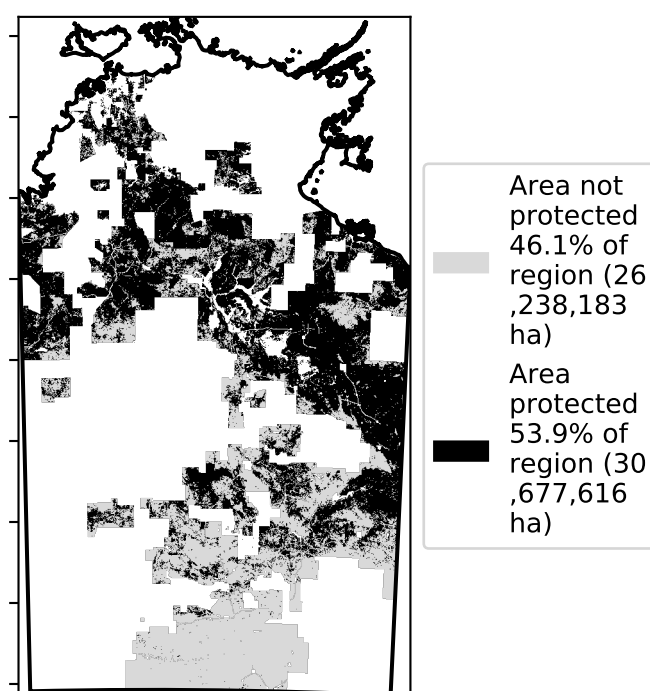 Area not
protected
46.1% of
region (26
,238,183
ha)
Area
protected
53.9% of
region (30
,677,616
ha)